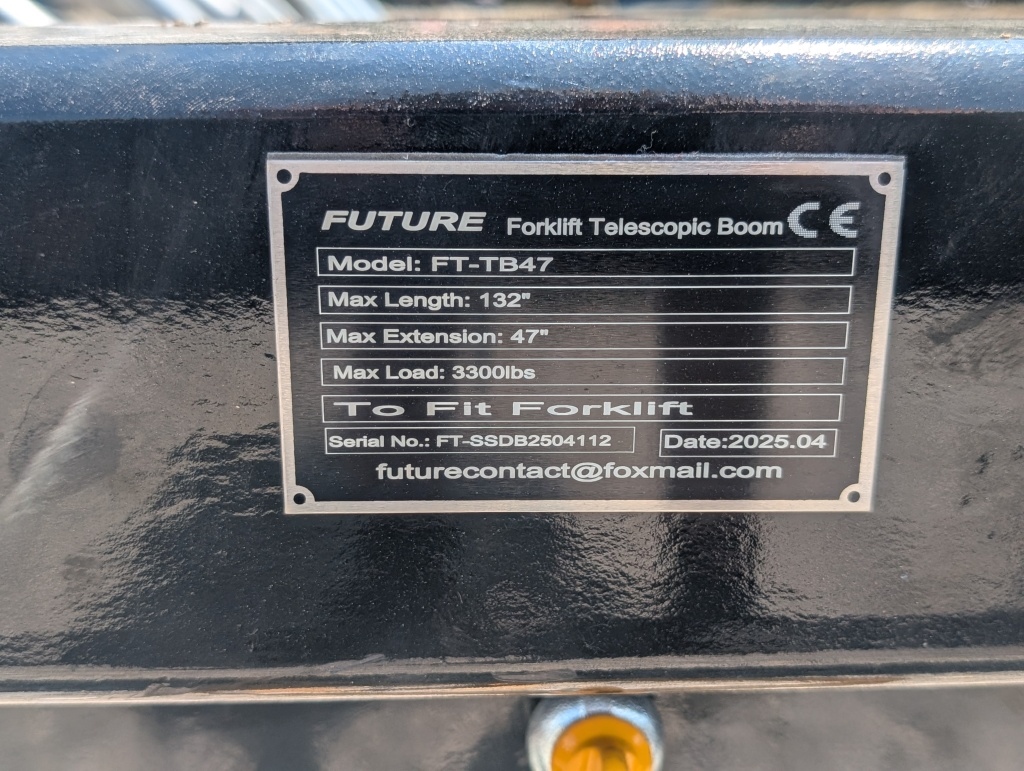 FUTURE Forklift Telescopic Boom CE
Model: FT-TB47
Max Length: 132"
Max Extension: 47"
Max Load: 3300lbs
To Fit Forklift
Serial No.: FT-SSDB2504112 Date:2025.04
futurecontact@foxmail.com